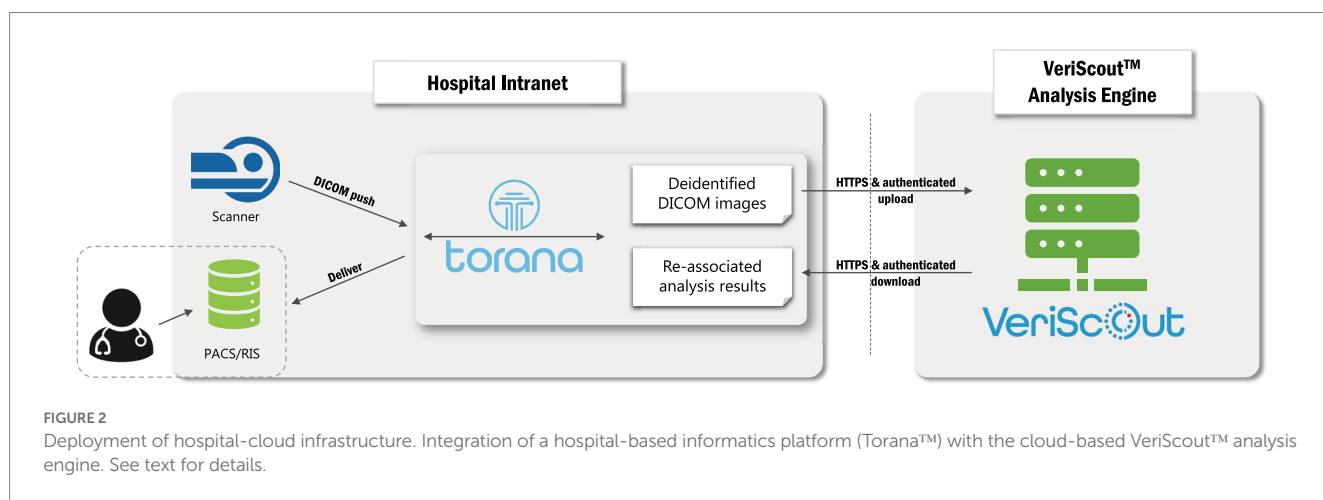 Hospital Intranet
VeriScout™
Analysis Engine
Scanner
DICOM push
torana
Deidentified
DICOM images
HTTPS & authenticated
upload
Deliver
Re-associated
analysis results
HTTPS & authenticated
download
PACS/RIS
VeriScout
FIGURE 2
Deployment of hospital-cloud infrastructure. Integration of a hospital-based informatics platform (Torana™) with the cloud-based VeriScout™ analysis
engine. See text for details.